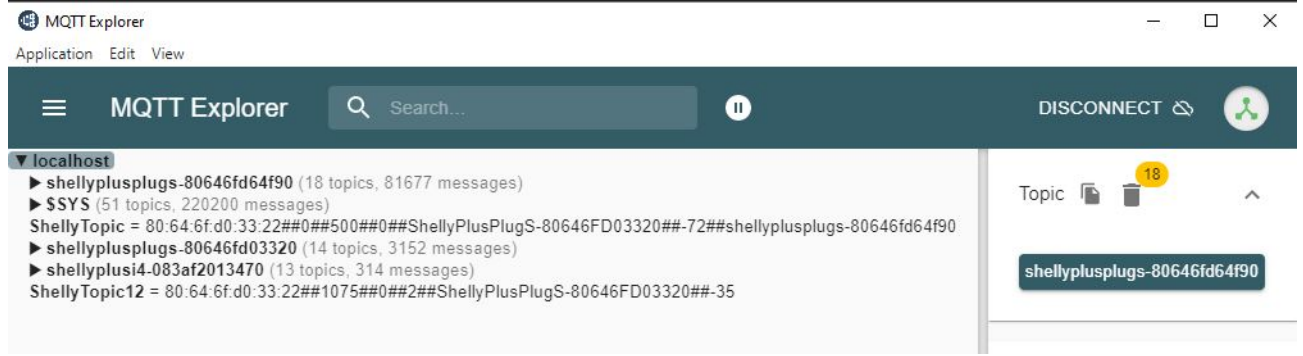 MQTT Explorer
Application Edit View
MQTT Explorer Search... DISCONNECT
▼ localhost
▶ shellyplusplugs-80646fd64f90 (18 topics, 81677 messages)
▶ $SYS (51 topics, 220200 messages)
ShellyTopic = 80:64:6f:d0:33:22##0##500##0##ShellyPlusPlugS-80646FD03320##-72##shellyplusplugs-80646fd64f90
▶ shellyplusplugs-80646fd03320 (14 topics, 3152 messages)
▶ shellyplusi4-083af2013470 (13 topics, 314 messages)
ShellyTopic12 = 80:64:6f:d0:33:22##1075##0##2##ShellyPlusPlugS-80646FD03320##-35
Topic 18
shellyplusplugs-80646fd64f90